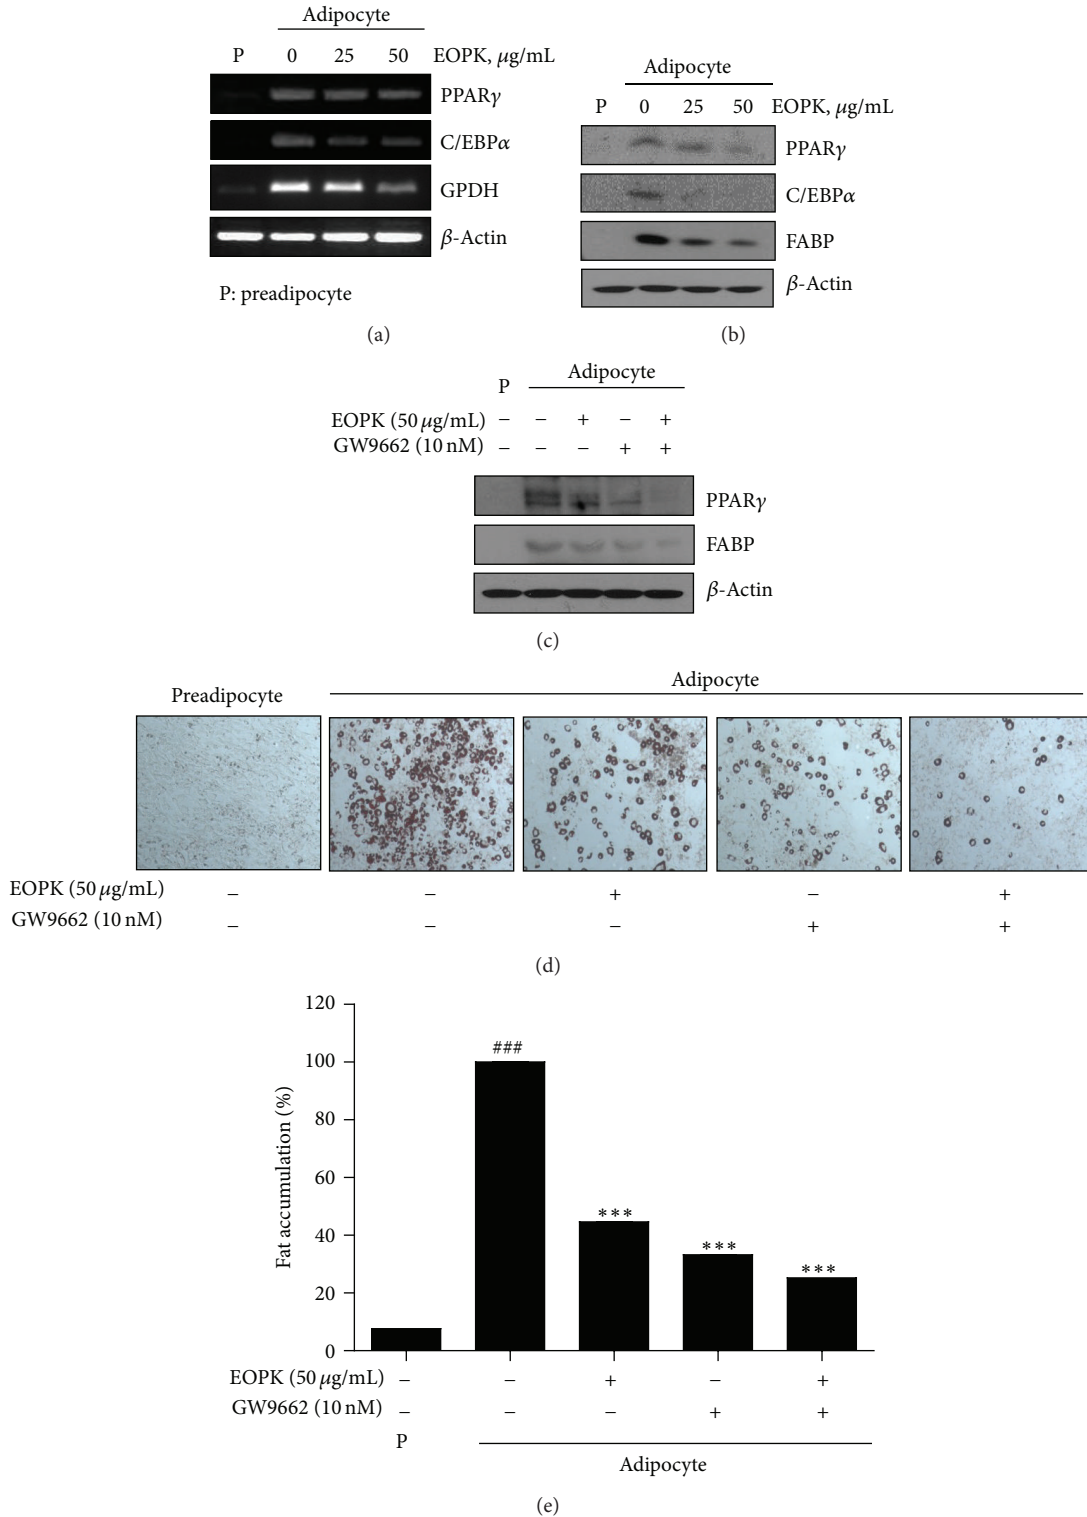 Adipocyte
P 0 25 50 EOPK, μg/mL
PPARγ
C/EBPα
GPDH
β-Actin
P: preadipocyte
(a)
Adipocyte
P 0 25 50 EOPK, μg/mL
PPARγ
C/EBPα
FABP
β-Actin
(b)
Adipocyte
P
EOPK (50 μg/mL) − − + − +
GW9662 (10 nM) − − − + +
PPARγ
FABP
β-Actin
(c)
Preadipocyte Adipocyte
EOPK (50 μg/mL) − − + − +
GW9662 (10 nM) − − − + +
(d)
Fat accumulation (%)
120
100
80
60
40
20
0
###
***
***
***
EOPK (50 μg/mL) − − + − +
GW9662 (10 nM) − − − + +
P
Adipocyte
(e)